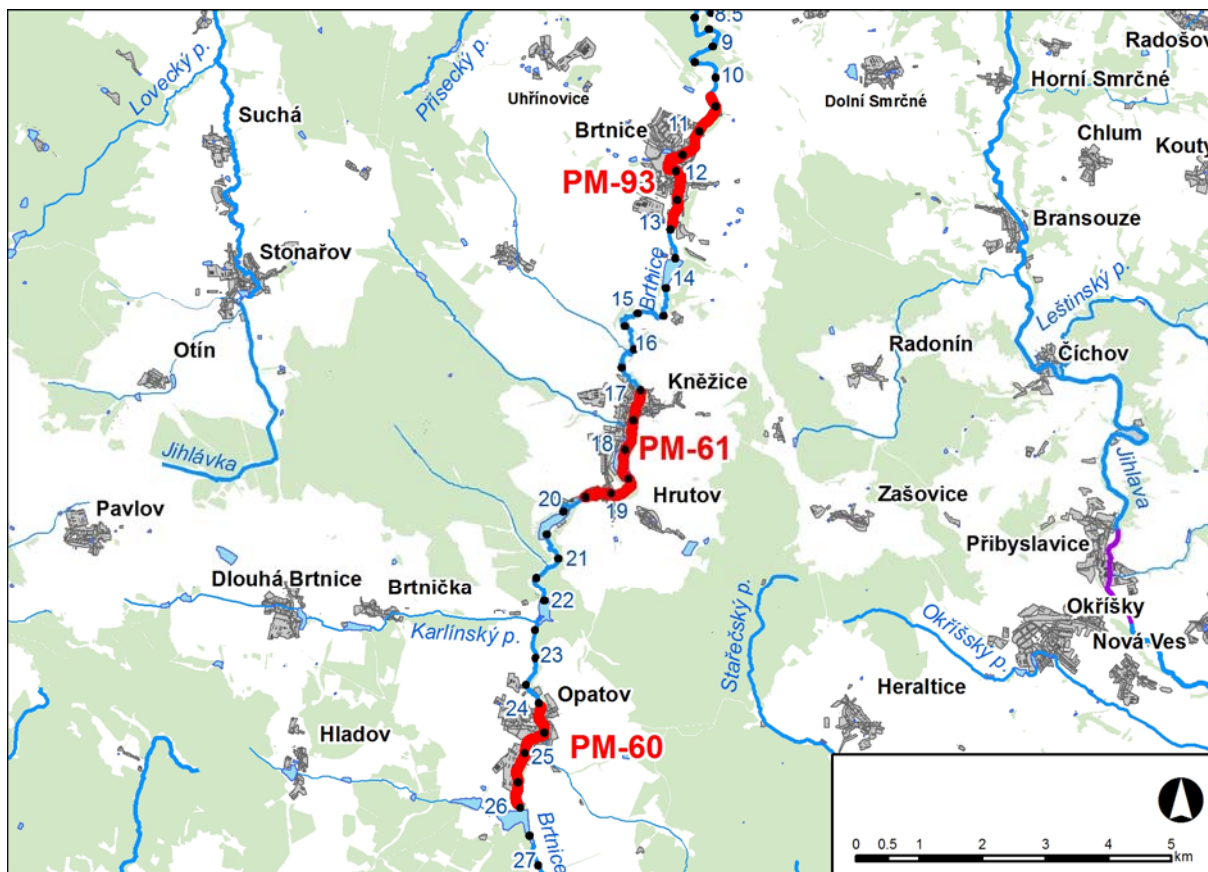 8.5
Radošov
9
Lovecký p.
Přísecký p.
10
Horní Smrčné
Uhřínovice
Dolní Smrčné
Suchá
Brtnice
11
Chlum
Kouty
12
PM-93
Bransouze
13
Stonařov
Brtnice
14
Leštinský p.
15
16
Otín
Radonín
Číchov
17
Kněžice
18
PM-61
Jihlávka
Jihlava
20
19
Hrutov
Zašovice
Pavlov
Přibyslavice
21
Dlouhá Brtnice
Brtnička
22
Okříšky
Karlínský p.
Stařečský p.
Okříšský p.
Nová Ves
23
Opatov
Heraltice
24
Hladov
PM-60
25
26
Brtnice
27
0 0.5 1 2 3 4 5
km